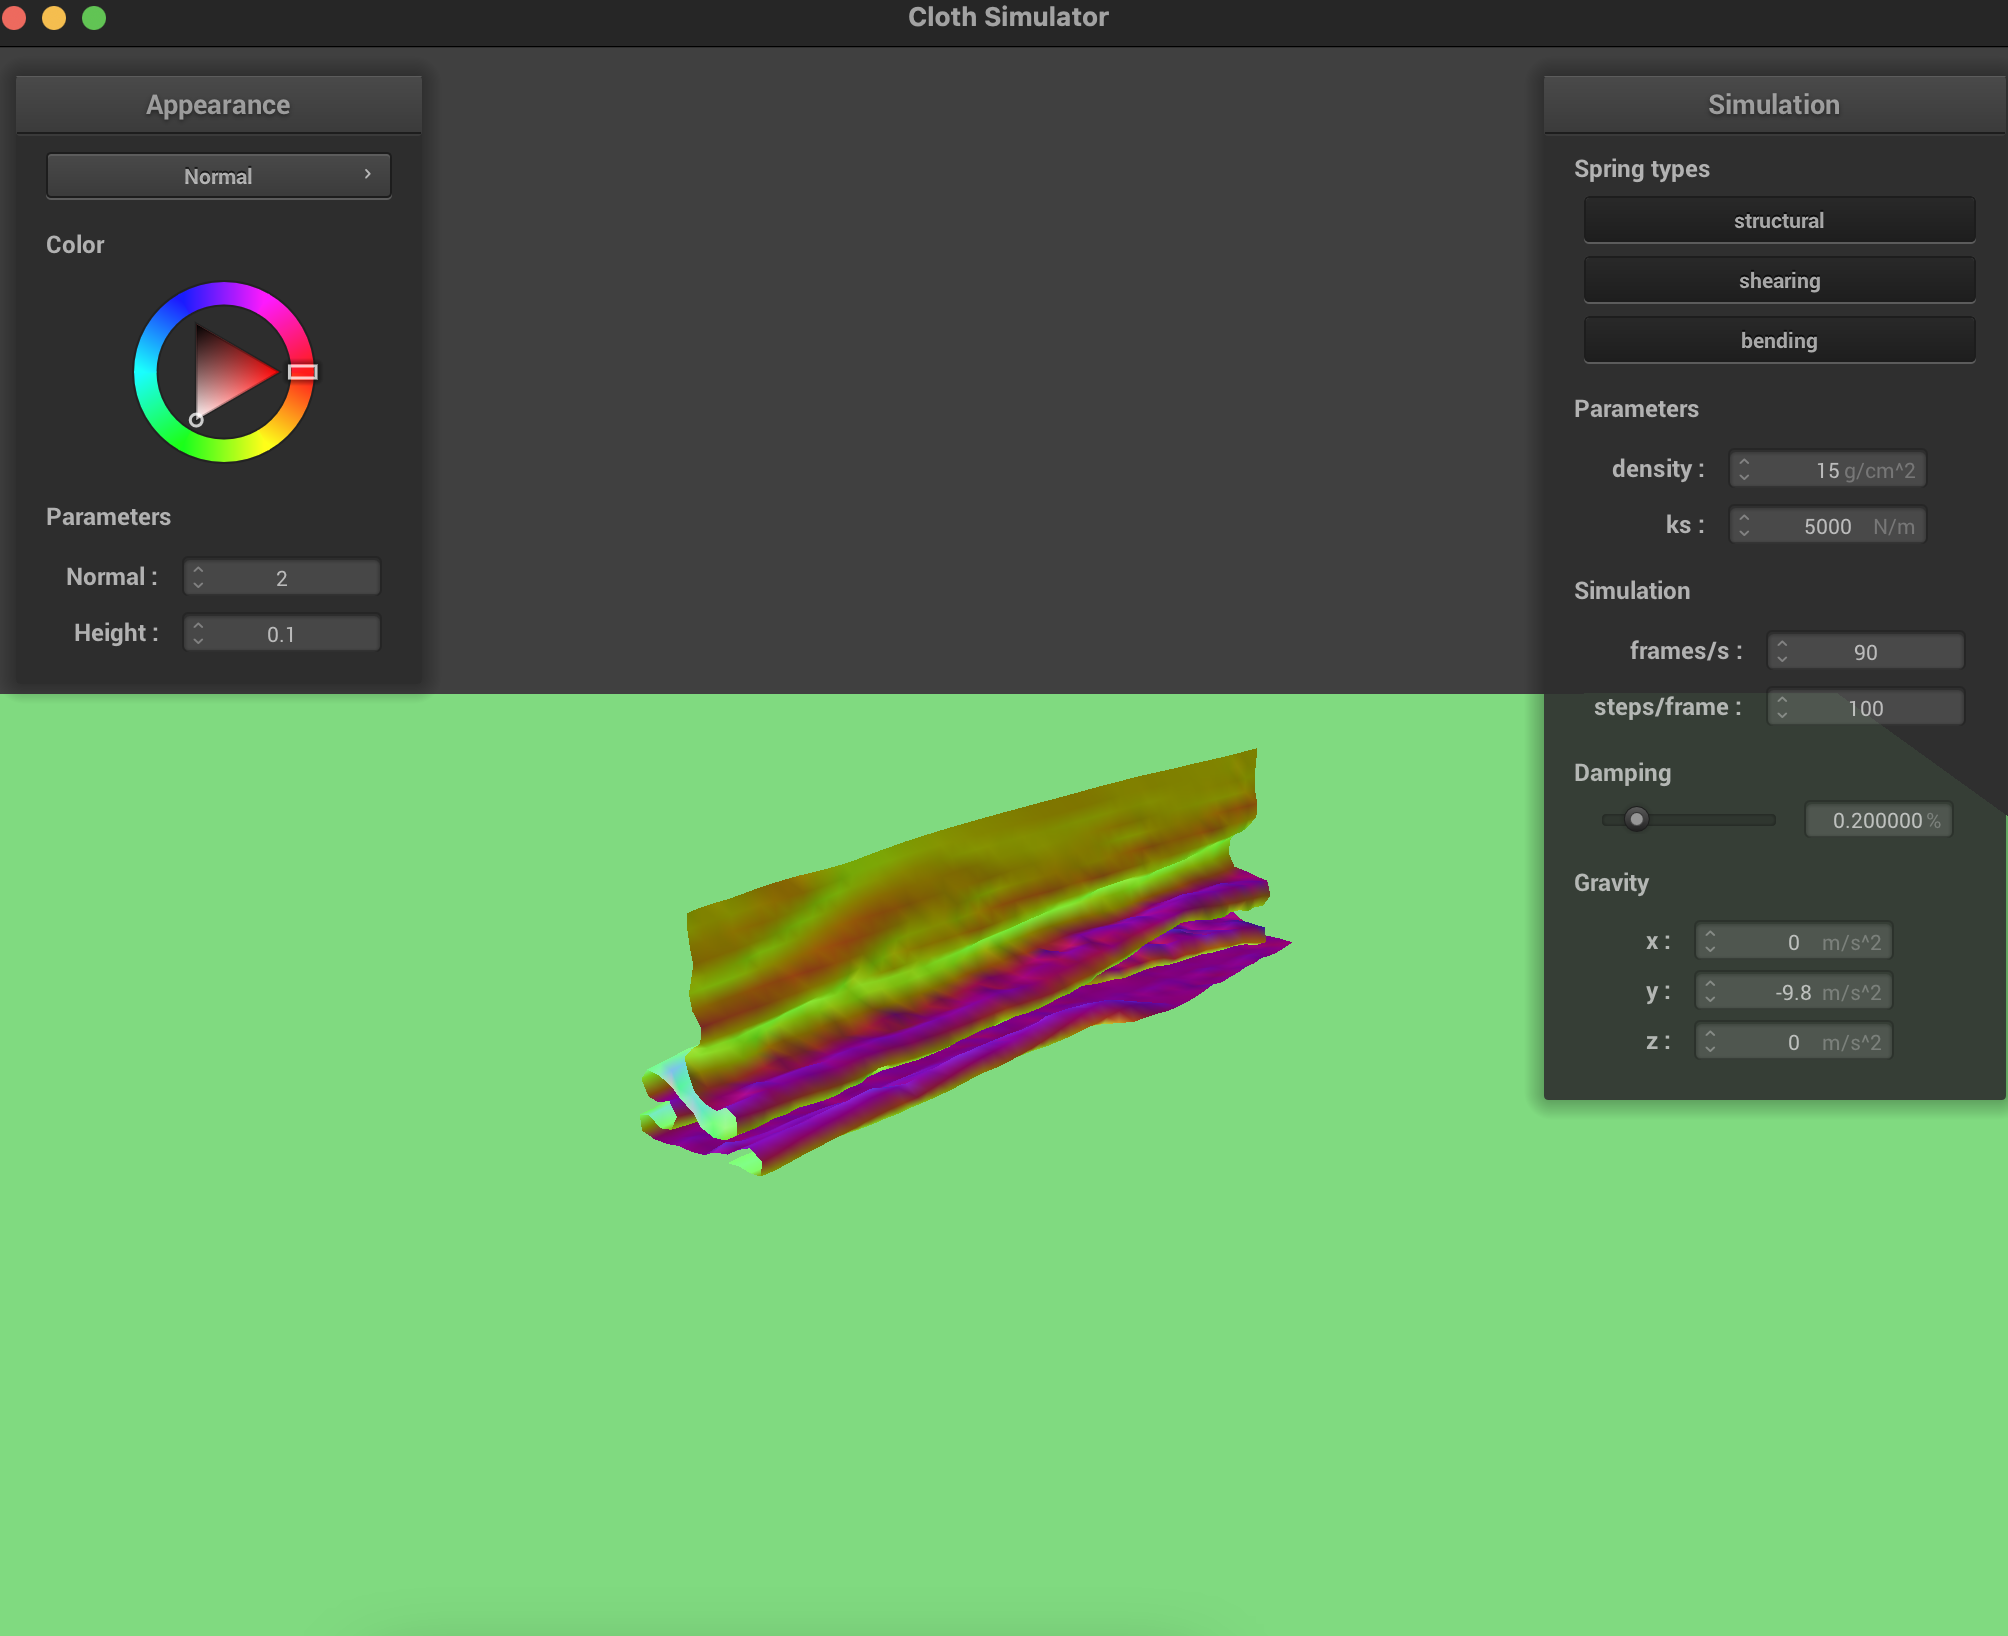 Cloth Simulator
Appearance
Normal
Color
Parameters
Normal : 2
Height : 0.1
Simulation
Spring types
structural
shearing
bending
Parameters
density : 15 g/cm^2
ks : 5000 N/m
Simulation
frames/s : 90
steps/frame : 100
Damping
0.200000 %
Gravity
x : 0 m/s^2
y : -9.8 m/s^2
z : 0 m/s^2